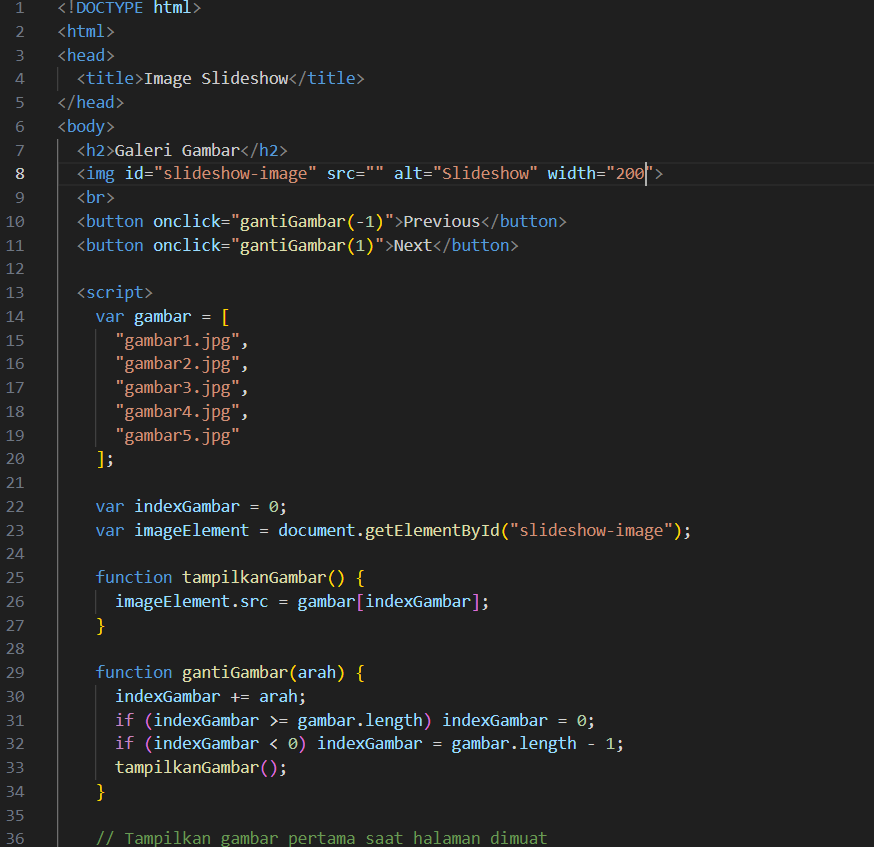 1 <!DOCTYPE html>
2 <html>
3 <head>
4   <title>Image Slideshow</title>
5 </head>
6 <body>
7   <h2>Galeri Gambar</h2>
8   <img id="slideshow-image" src="" alt="Slideshow" width="200">
9   <br>
10   <button onclick="gantiGambar(-1)">Previous</button>
11   <button onclick="gantiGambar(1)">Next</button>
12
13   <script>
14     var gambar = [
15       "gambar1.jpg",
16       "gambar2.jpg",
17       "gambar3.jpg",
18       "gambar4.jpg",
19       "gambar5.jpg"
20     ];
21
22     var indexGambar = 0;
23     var imageElement = document.getElementById("slideshow-image");
24
25     function tampilkanGambar() {
26       imageElement.src = gambar[indexGambar];
27     }
28
29     function gantiGambar(arah) {
30       indexGambar += arah;
31       if (indexGambar >= gambar.length) indexGambar = 0;
32       if (indexGambar < 0) indexGambar = gambar.length - 1;
33       tampilkanGambar();
34     }
35
36     // Tampilkan gambar pertama saat halaman dimuat